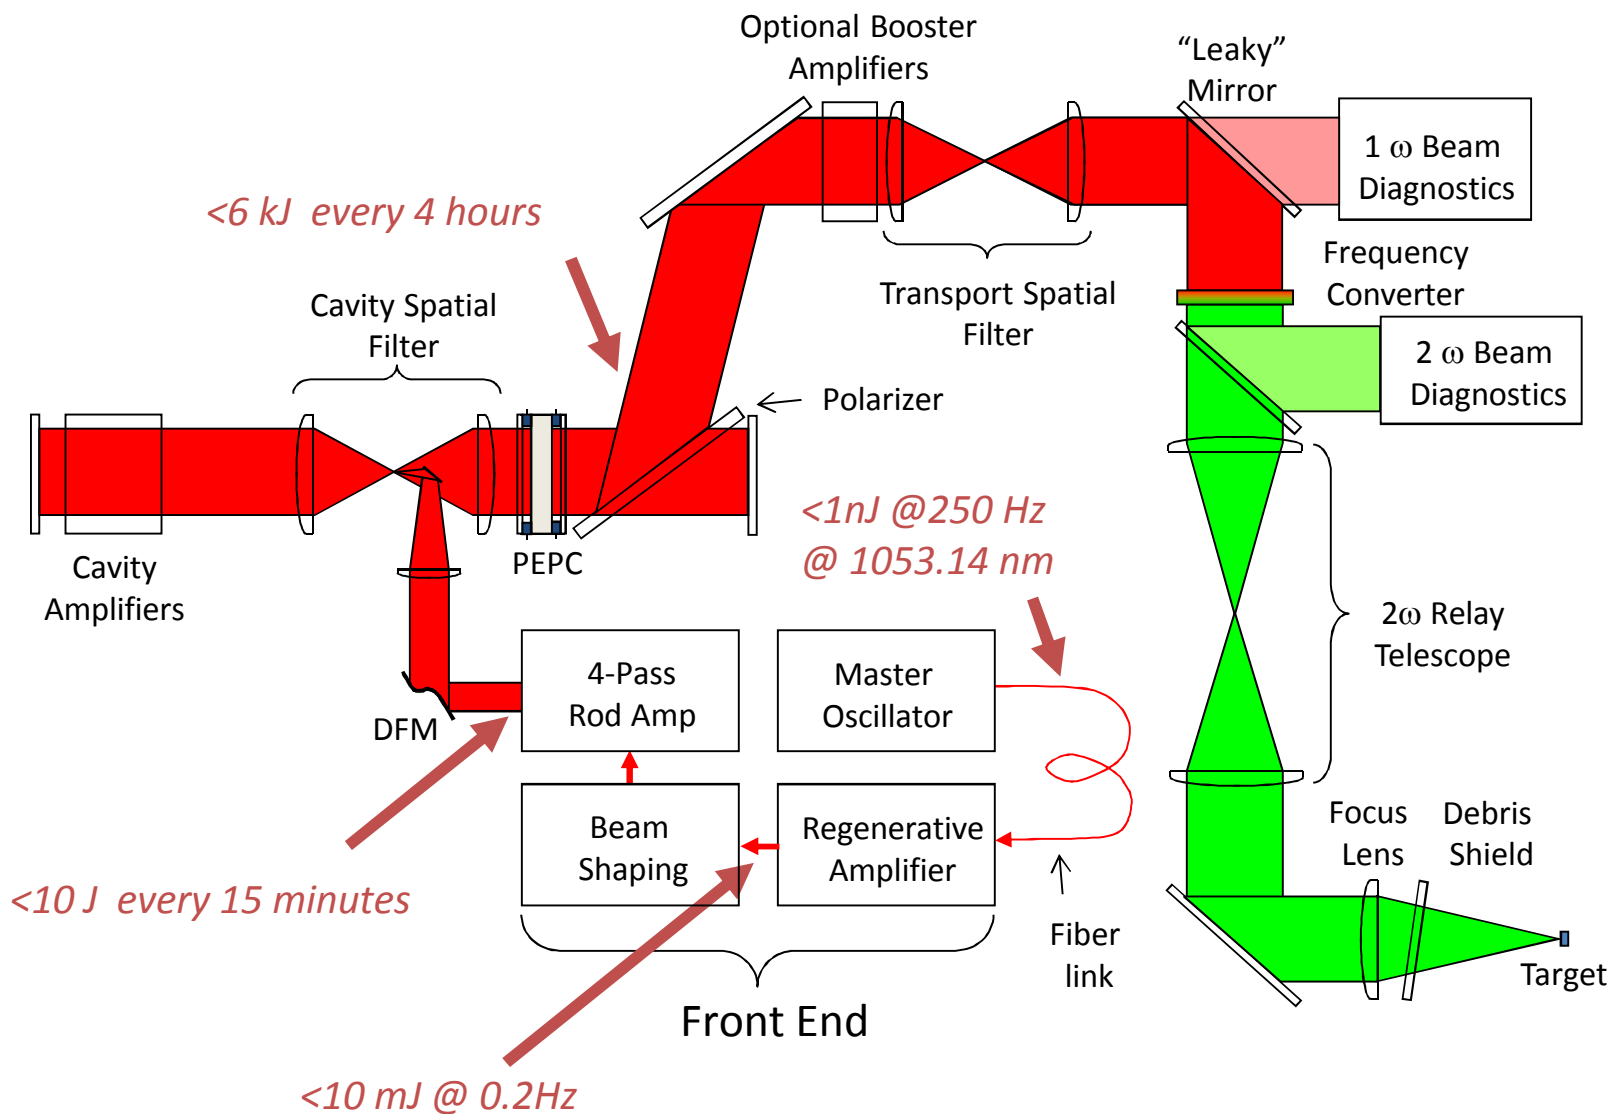 Optional Booster
Amplifiers
“Leaky”
Mirror
1 ω Beam
Diagnostics
<6 kJ  every 4 hours
Frequency
Converter
Transport Spatial
Filter
Cavity Spatial
Filter
2 ω Beam
Diagnostics
Polarizer
<1nJ @250 Hz
@ 1053.14 nm
PEPC
Cavity
Amplifiers
2ω Relay
Telescope
4-Pass
Rod Amp
Master
Oscillator
DFM
Beam
Shaping
Regenerative
Amplifier
Focus
Lens
Debris
Shield
<10 J  every 15 minutes
Fiber
link
Target
Front End
<10 mJ @ 0.2Hz